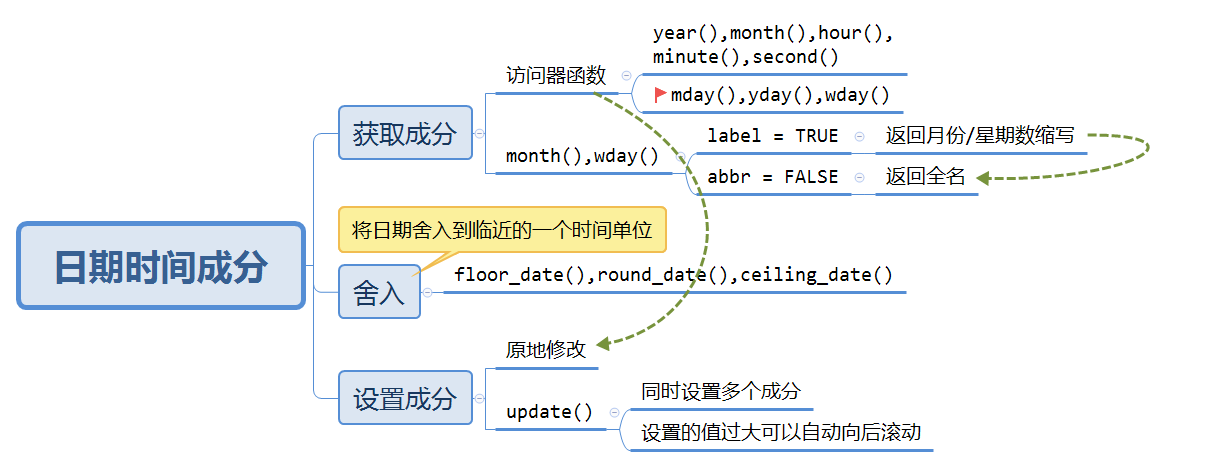 日期时间成分
获取成分
访问器函数
year(),month(),hour(),
minute(),second()
mday(),yday(),wday()
month(),wday()
label = TRUE
返回月份/星期数缩写
abbr = FALSE
返回全名
将日期舍入到临近的一个时间单位
舍入
floor_date(),round_date(),ceiling_date()
设置成分
原地修改
update()
同时设置多个成分
设置的值过大可以自动向后滚动